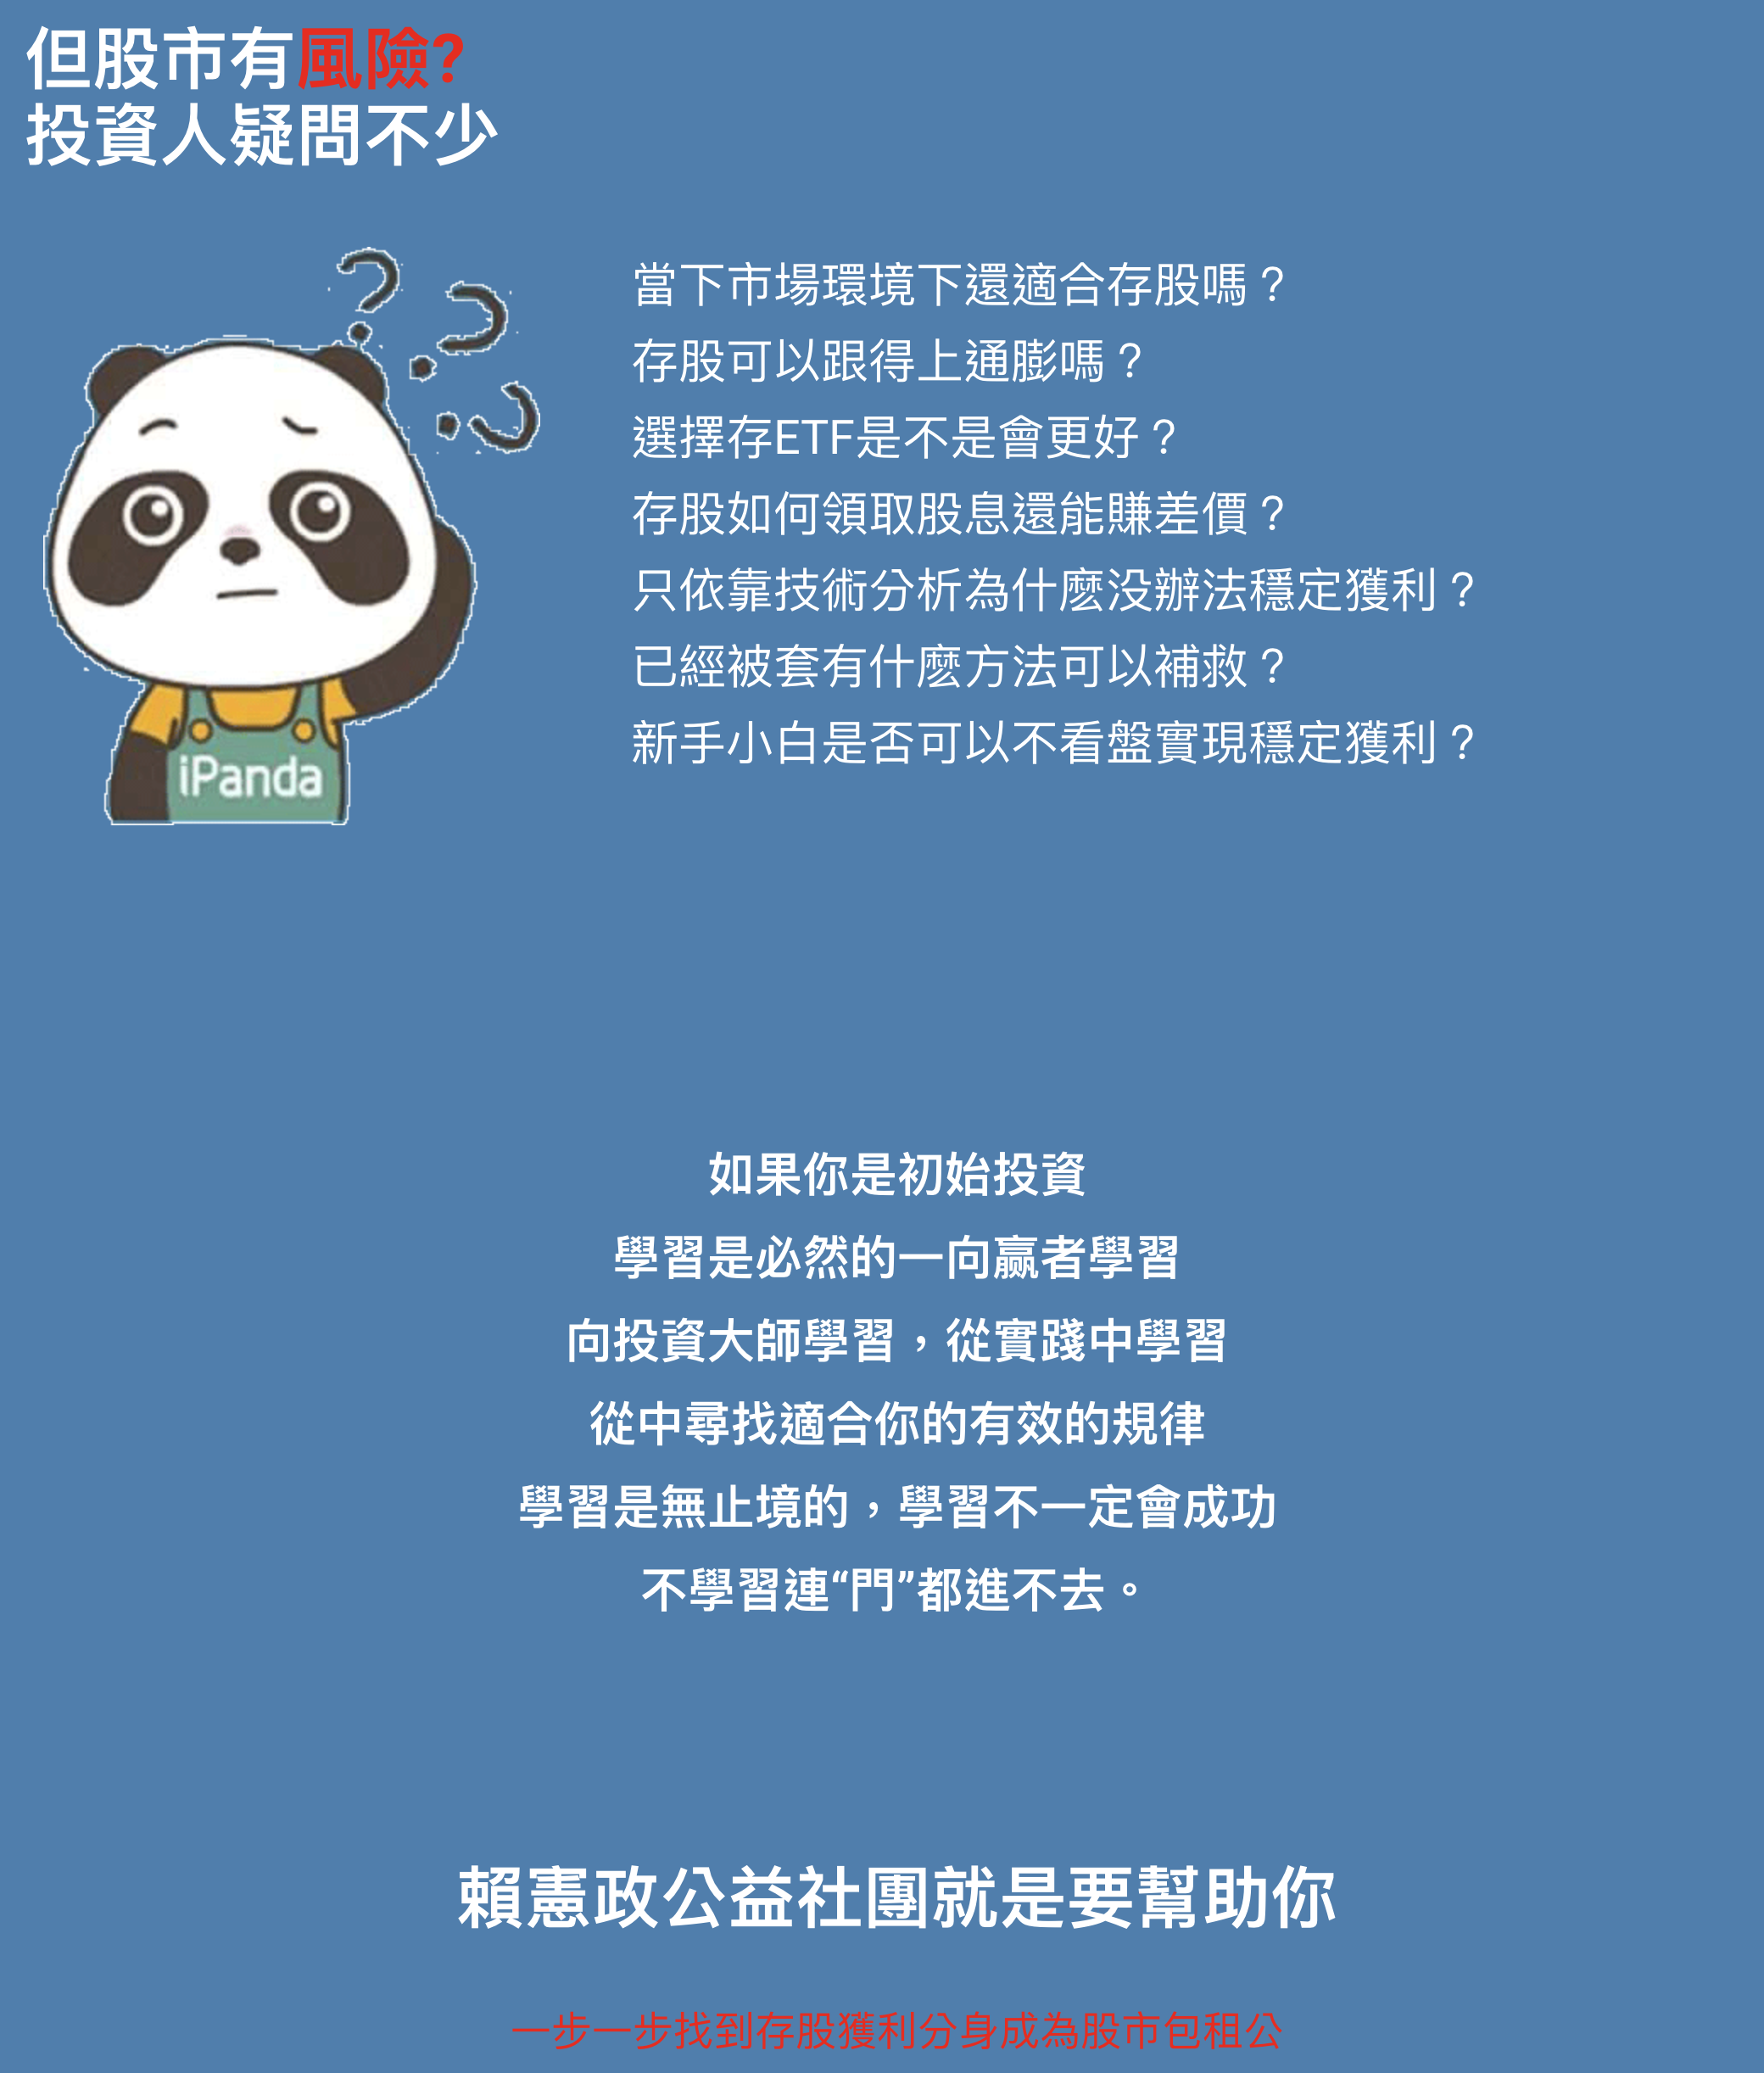 但股市有風險?
投資人疑問不少
當下市場環境下還適合存股嗎？
存股可以跟得上通膨嗎？
選擇存ETF是不是會更好？
存股如何領取股息還能賺差價？
只依靠技術分析為什麼没辦法穩定獲利？
已經被套有什麼方法可以補救？
新手小白是否可以不看盤實現穩定獲利？
iPanda
如果你是初始投資
學習是必然的一向赢者學習
向投資大師學習，從實踐中學習
從中尋找適合你的有效的規律
學習是無止境的，學習不一定會成功
不學習連“門”都進不去。
賴憲政公益社團就是要幫助你
一步一步找到存股獲利分身成為股市包租公